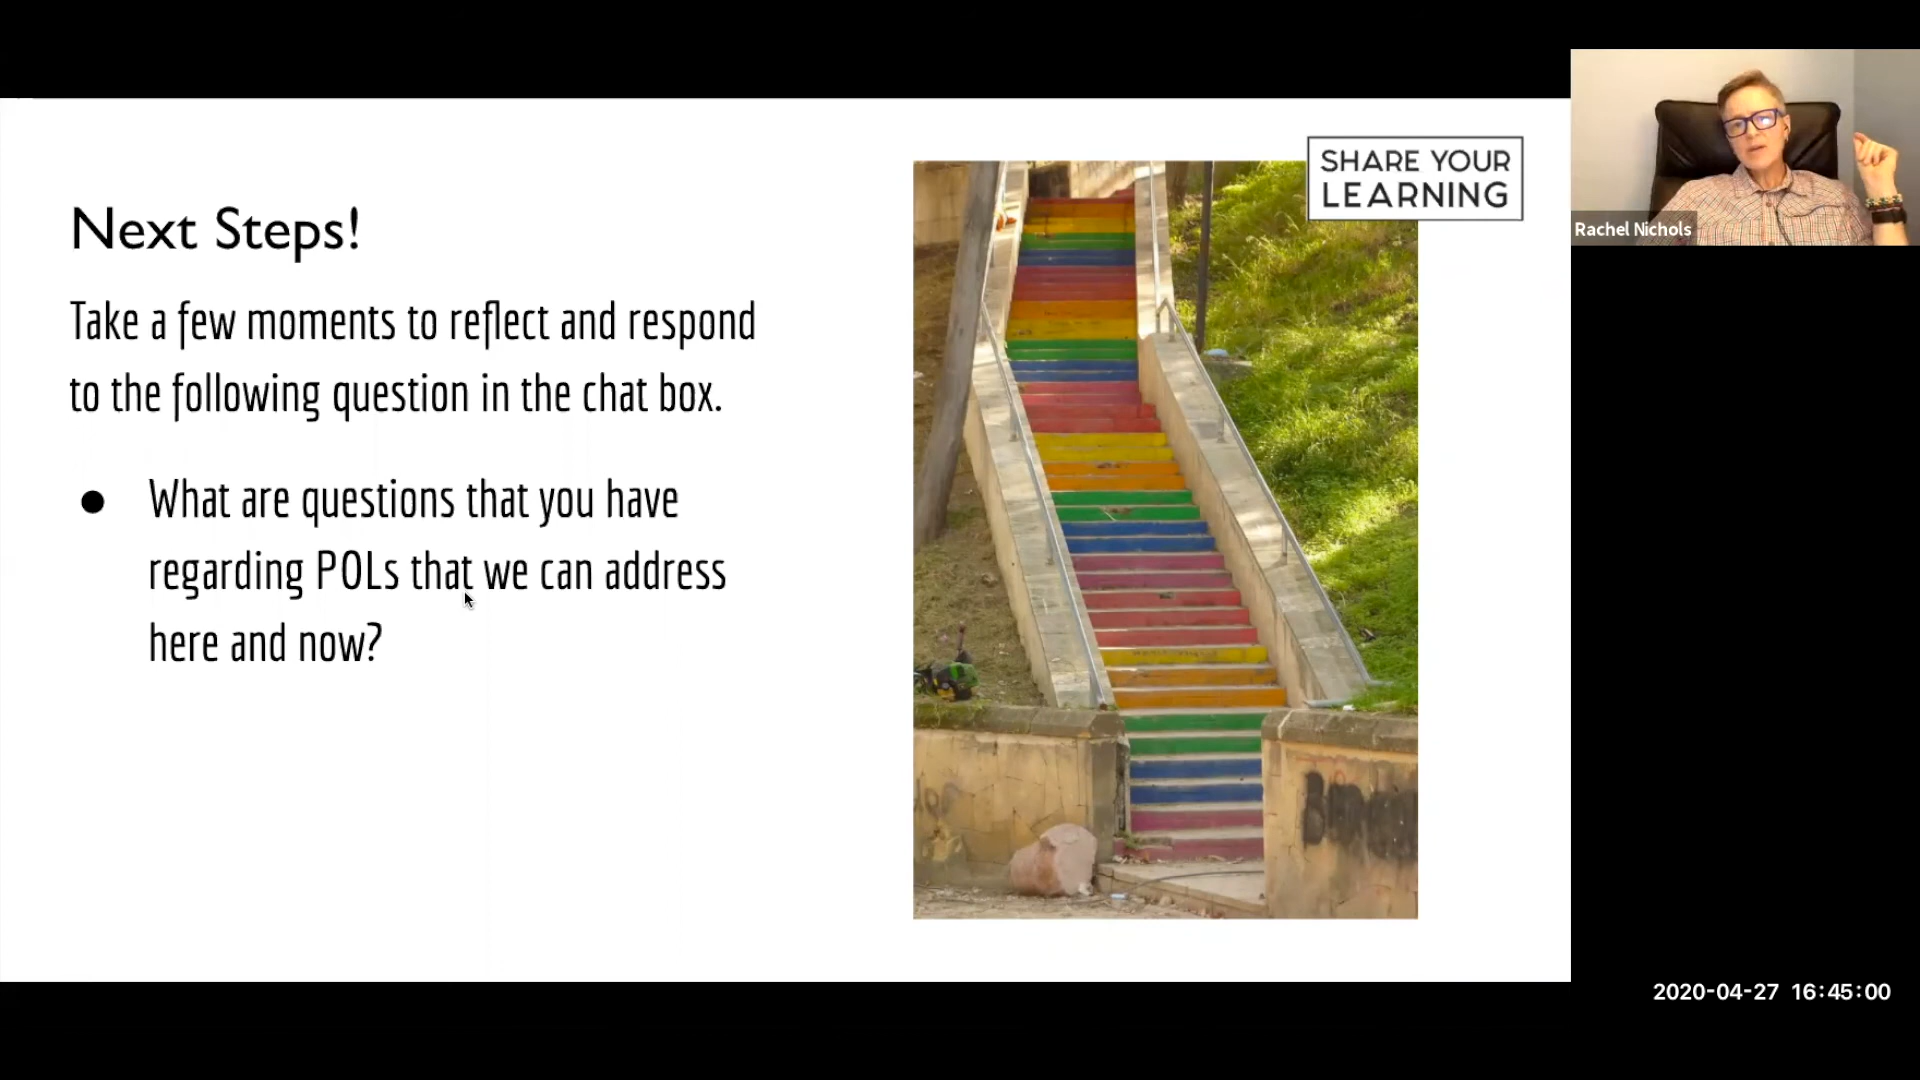 SHARE YOUR
LEARNING
Rachel Nichols
Next Steps!
Take a few moments to reflect and respond
to the following question in the chat box.
● What are questions that you have
regarding POLs that we can address
here and now?
2020-04-27 16:45:00